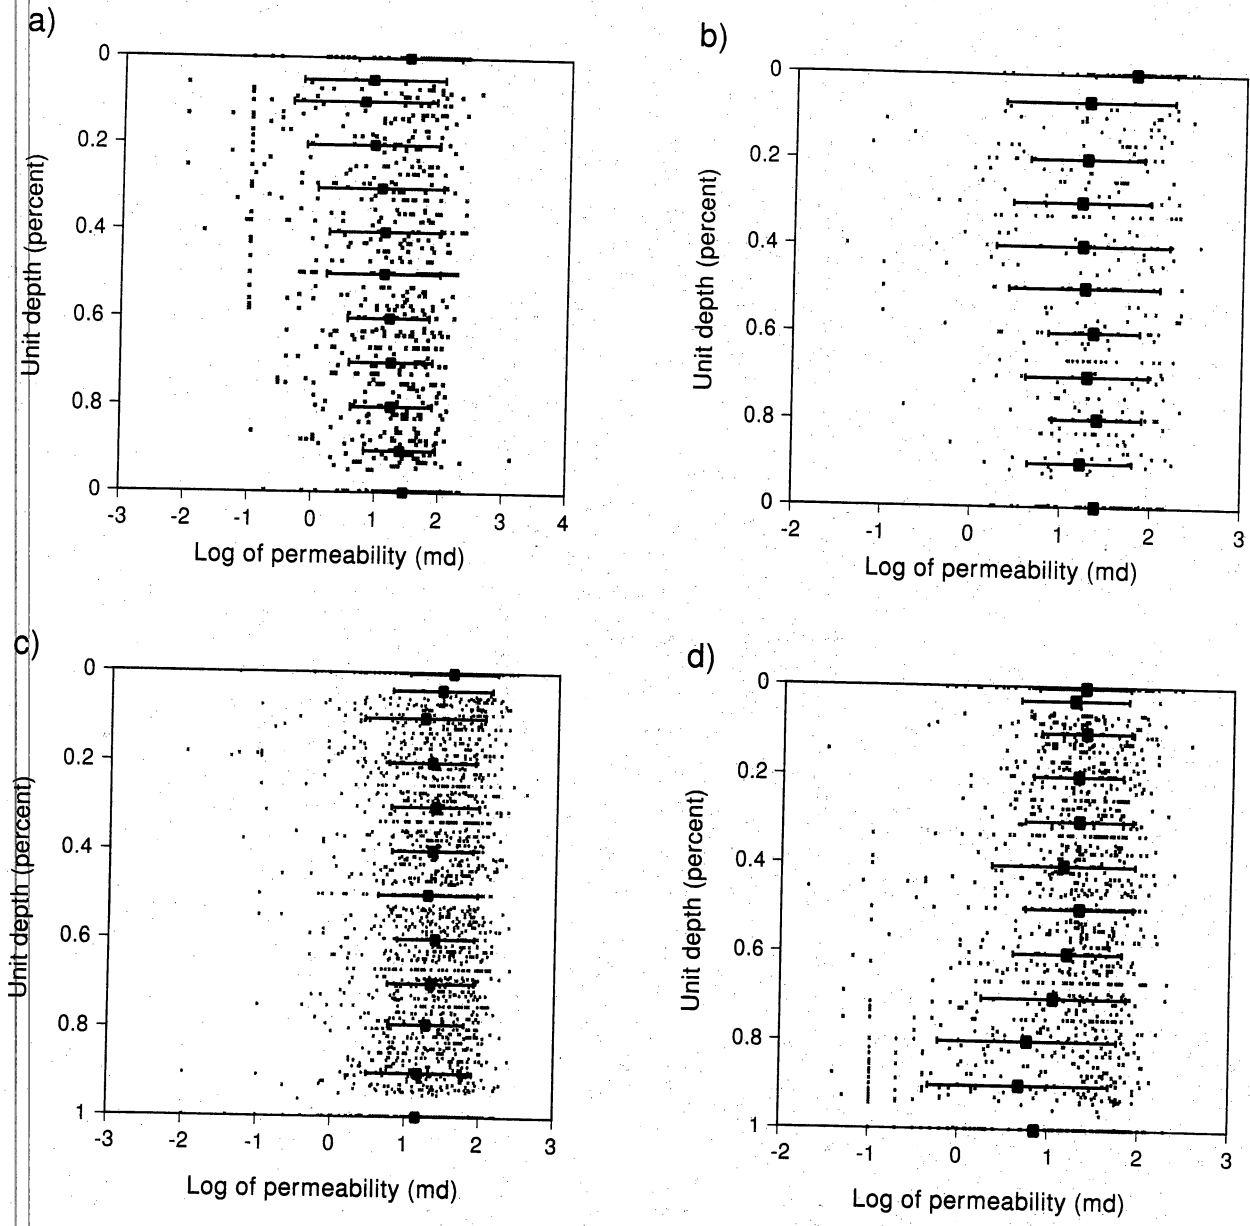 a)
0
0.2
0.4
0.6
0.8
0
Unit depth (percent)
-3 -2 -1 0 1 2 3 4
Log of permeability (md)
b)
0
0.2
0.4
0.6
0.8
0
Unit depth (percent)
-2 -1 0 1 2 3
Log of permeability (md)
c)
0
0.2
0.4
0.6
0.8
1
Unit depth (percent)
-3 -2 -1 0 1 2 3
Log of permeability (md)
d)
0
0.2
0.4
0.6
0.8
1
Unit depth (percent)
-2 -1 0 1 2 3
Log of permeability (md)